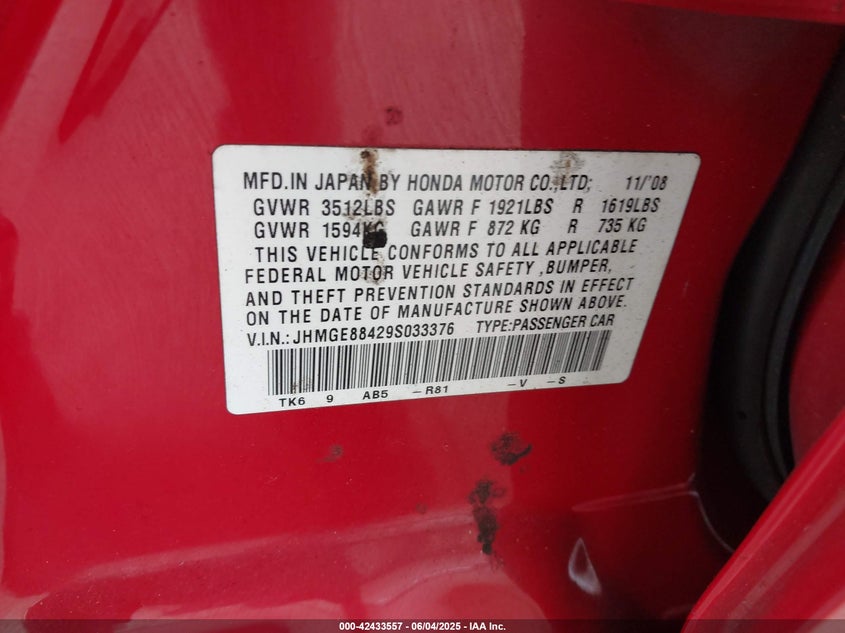 MFD.IN JAPAN BY HONDA MOTOR CO.,LTD; 11/'08
GVWR 3512LBS GAWR F 1921LBS R 1619LBS
GVWR 1594KG GAWR F 872 KG R 735 KG
THIS VEHICLE CONFORMS TO ALL APPLICABLE
FEDERAL MOTOR VEHICLE SAFETY ,BUMPER,
AND THEFT PREVENTION STANDARDS IN EFFECT
ON THE DATE OF MANUFACTURE SHOWN ABOVE.
V.I.N.:JHMGE88429S033376 TYPE:PASSENGER CAR
TK6 9 AB5 -R81 -V -S
000-42433557 | 06/04/2025 - IAA Inc.